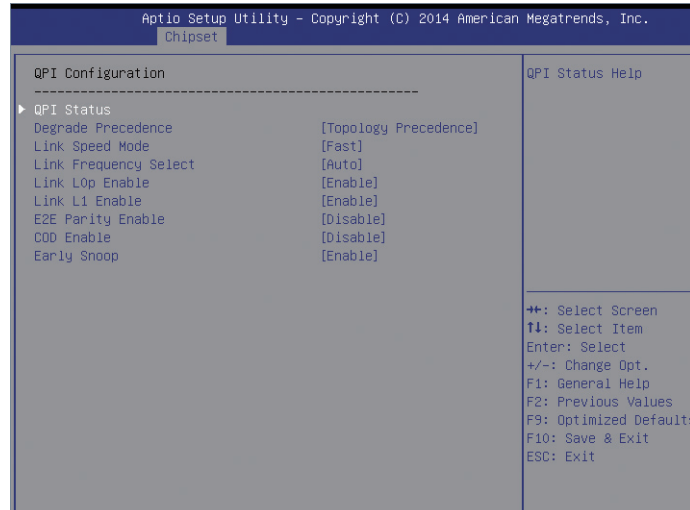 Aptio Setup Utility – Copyright (C) 2014 American Megatrends, Inc.
Chipset
QPI Configuration
--------------------------------------------------
QPI Status
Degrade Precedence [Topology Precedence]
Link Speed Mode [Fast]
Link Frequency Select [Auto]
Link L0p Enable [Enable]
Link L1 Enable [Enable]
E2E Parity Enable [Disable]
COD Enable [Disable]
Early Snoop [Enable]
QPI Status Help
→←: Select Screen
↑↓: Select Item
Enter: Select
+/-: Change Opt.
F1: General Help
F2: Previous Values
F9: Optimized Defaults
F10: Save & Exit
ESC: Exit